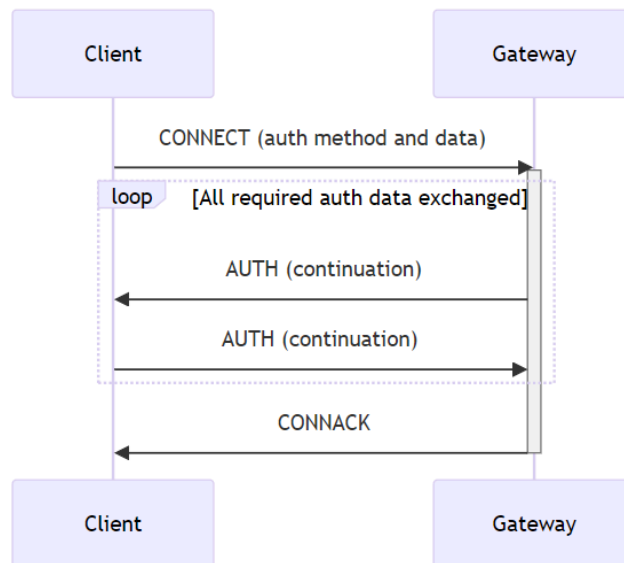 Client Gateway
CONNECT (auth method and data)
loop [All required auth data exchanged]
AUTH (continuation)
AUTH (continuation)
CONNACK
Client Gateway